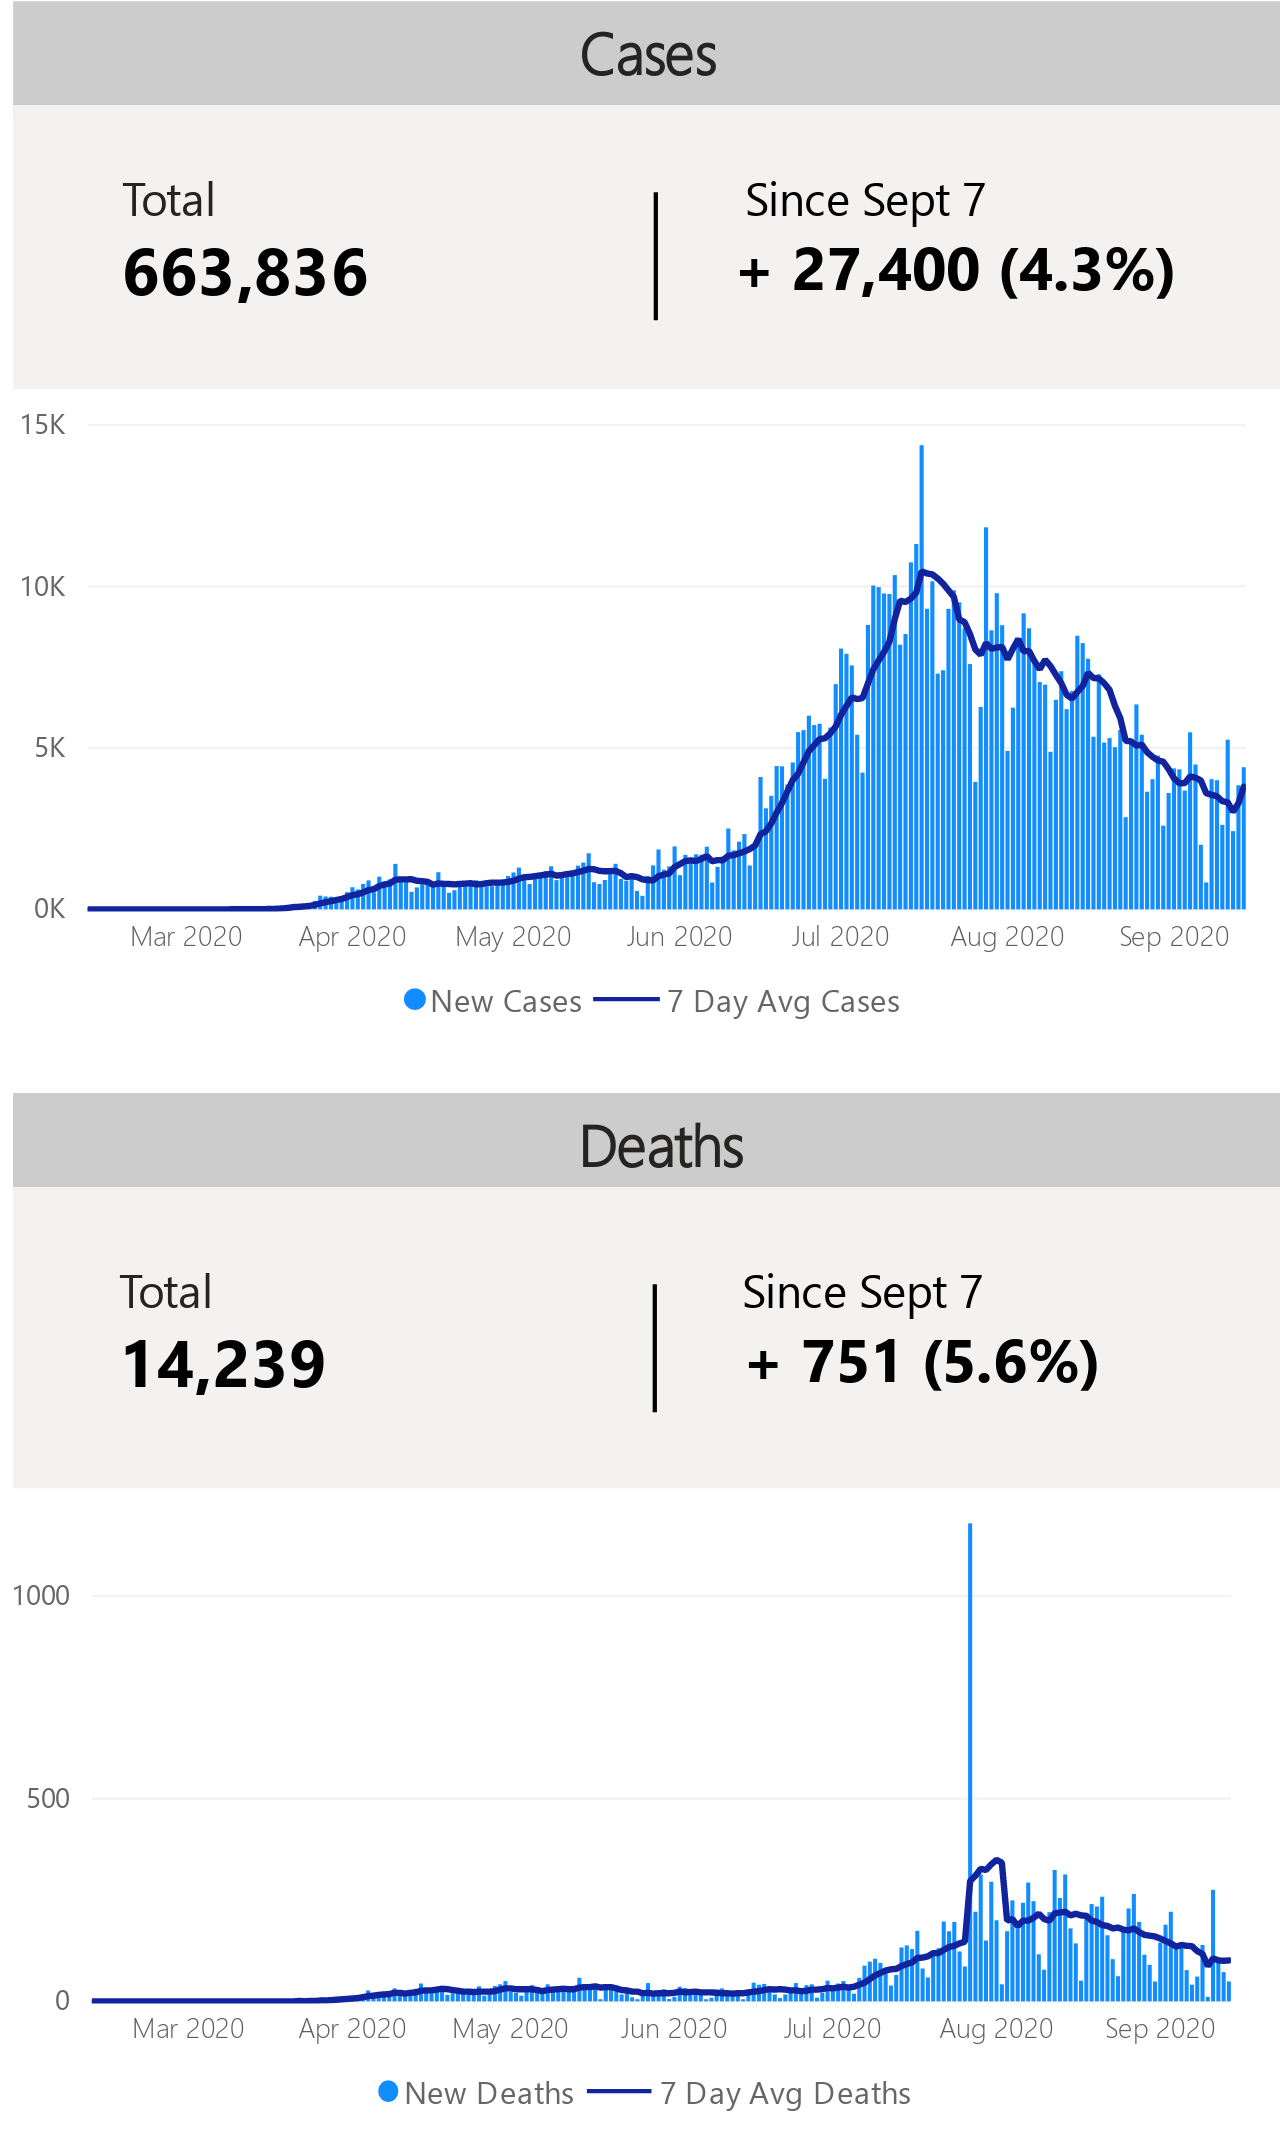 Cases
Total
Since Sept 7
663,836
+ 27,400 (4.3%)
15K
10K
5K
0K
Mar 2020 Apr 2020 May 2020 Jun 2020 Jul 2020 Aug 2020 Sep 2020
New Cases 7 Day Avg Cases
Deaths
Total
Since Sept 7
14,239
+ 751 (5.6%)
1000
500
0
Mar 2020 Apr 2020 May 2020 Jun 2020 Jul 2020 Aug 2020 Sep 2020
New Deaths 7 Day Avg Deaths